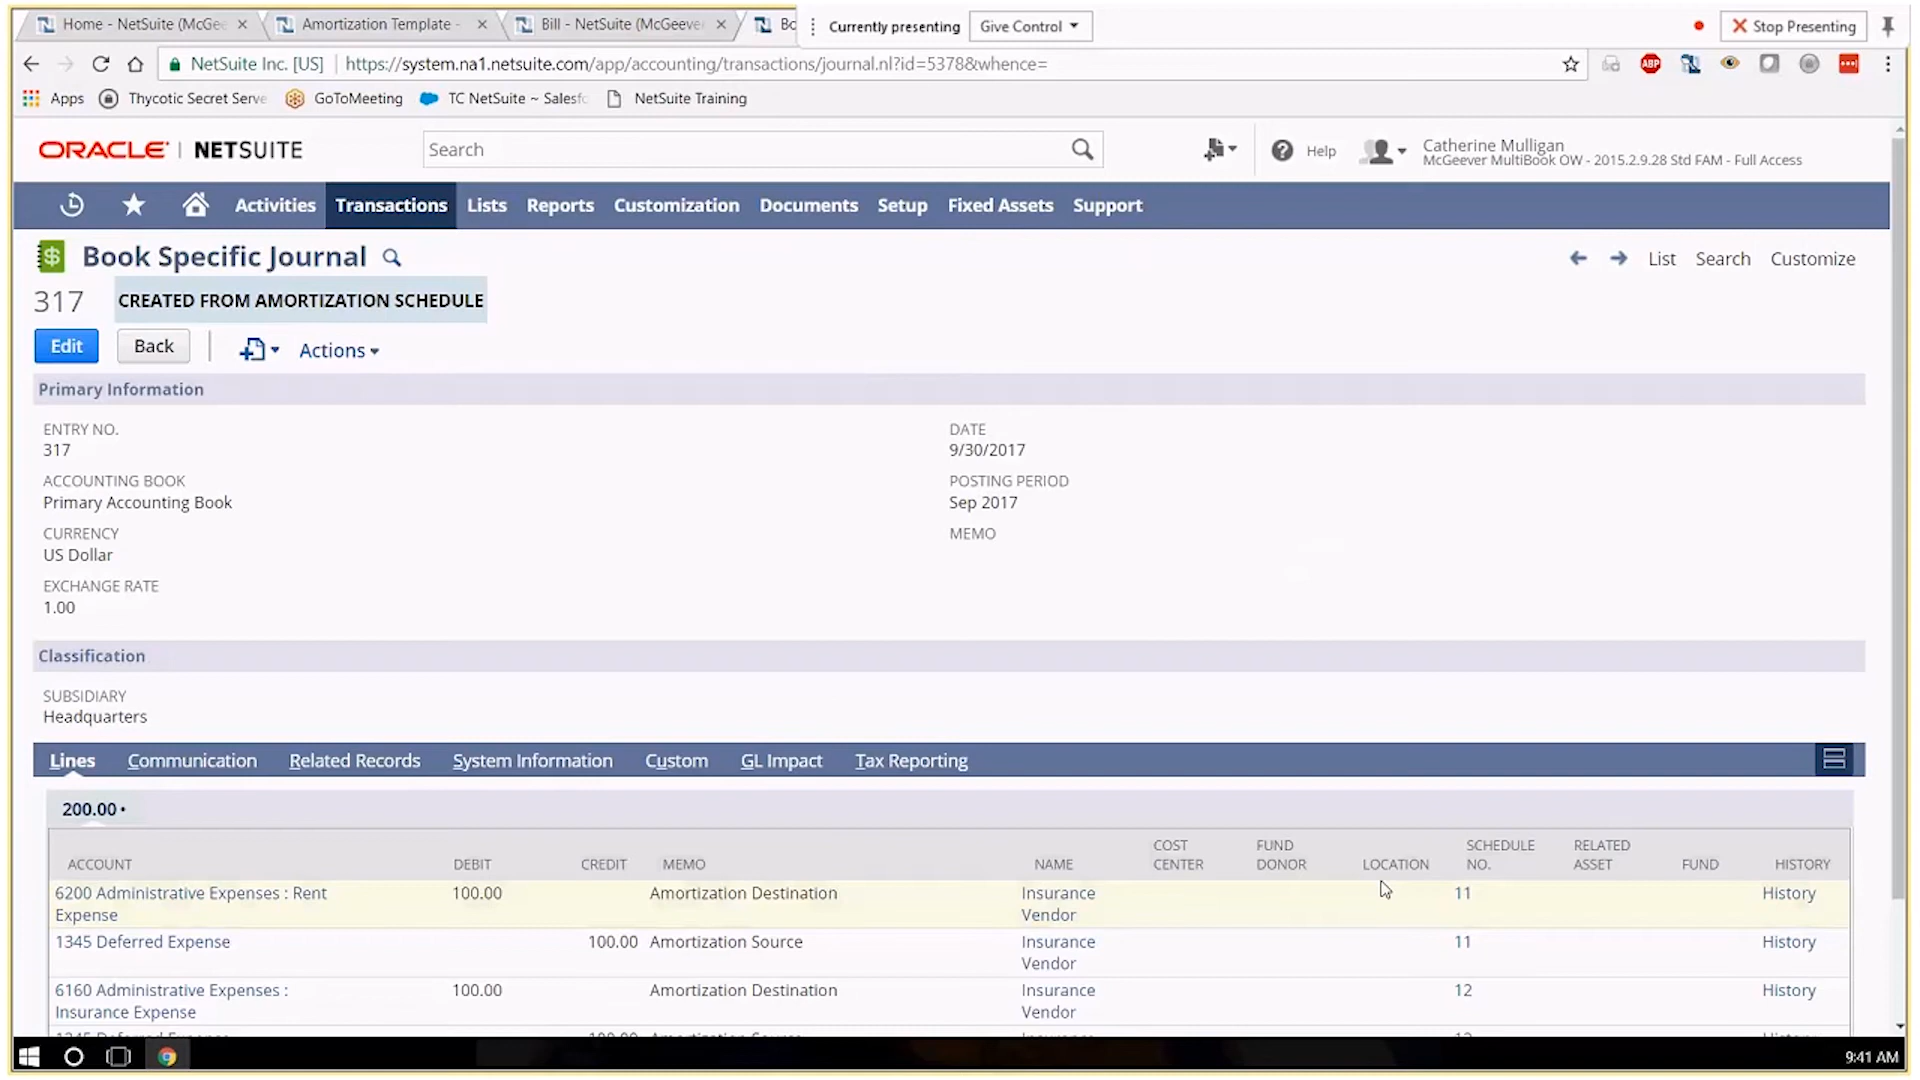 Home - NetSuite (McGee
Amortization Template -
Bill - NetSuite (McGeever
Bo
Currently presenting
Give Control
Stop Presenting
NetSuite Inc. [US] | https://system.na1.netsuite.com/app/accounting/transactions/journal.nl?id=5378&whence=
ABP
Apps
Thycotic Secret Serve
GoToMeeting
TC NetSuite ~ Salesfo
NetSuite Training
ORACLE | NETSUITE
Search
Help
Catherine Mulligan
McGeever MultiBook OW - 2015.2.9.28 Std FAM - Full Access
Activities
Transactions
Lists
Reports
Customization
Documents
Setup
Fixed Assets
Support
Book Specific Journal
List
Search
Customize
317
CREATED FROM AMORTIZATION SCHEDULE
Edit
Back
Actions
Primary Information
ENTRY NO.
317
ACCOUNTING BOOK
Primary Accounting Book
CURRENCY
US Dollar
EXCHANGE RATE
1.00
DATE
9/30/2017
POSTING PERIOD
Sep 2017
MEMO
Classification
SUBSIDIARY
Headquarters
Lines
Communication
Related Records
System Information
Custom
GL Impact
Tax Reporting
200.00 •
ACCOUNT
DEBIT
CREDIT
MEMO
NAME
COST
CENTER
FUND
DONOR
LOCATION
SCHEDULE
NO.
RELATED
ASSET
FUND
HISTORY
6200 Administrative Expenses : Rent
Expense
100.00
Amortization Destination
Insurance
Vendor
11
History
1345 Deferred Expense
100.00
Amortization Source
Insurance
Vendor
11
History
6160 Administrative Expenses :
Insurance Expense
100.00
Amortization Destination
Insurance
Vendor
12
History
9:41 AM